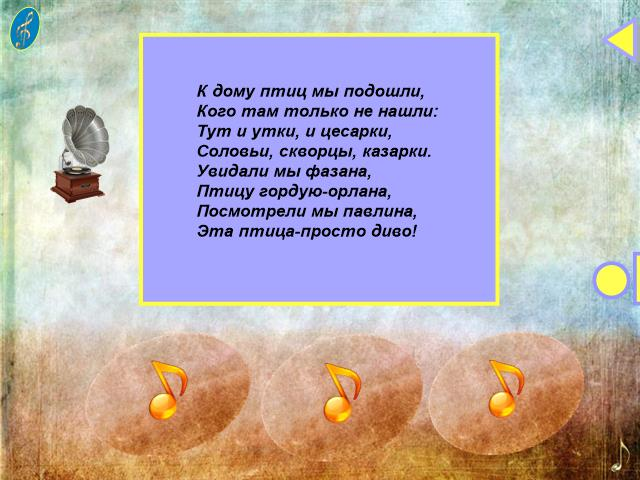 К дому птиц мы подошли,
Кого там только не нашли:
Тут и утки, и цесарки,
Соловьи, скворцы, казарки.
Увидали мы фазана,
Птицу гордую-орлана,
Посмотрели мы павлина,
Эта птица-просто диво!